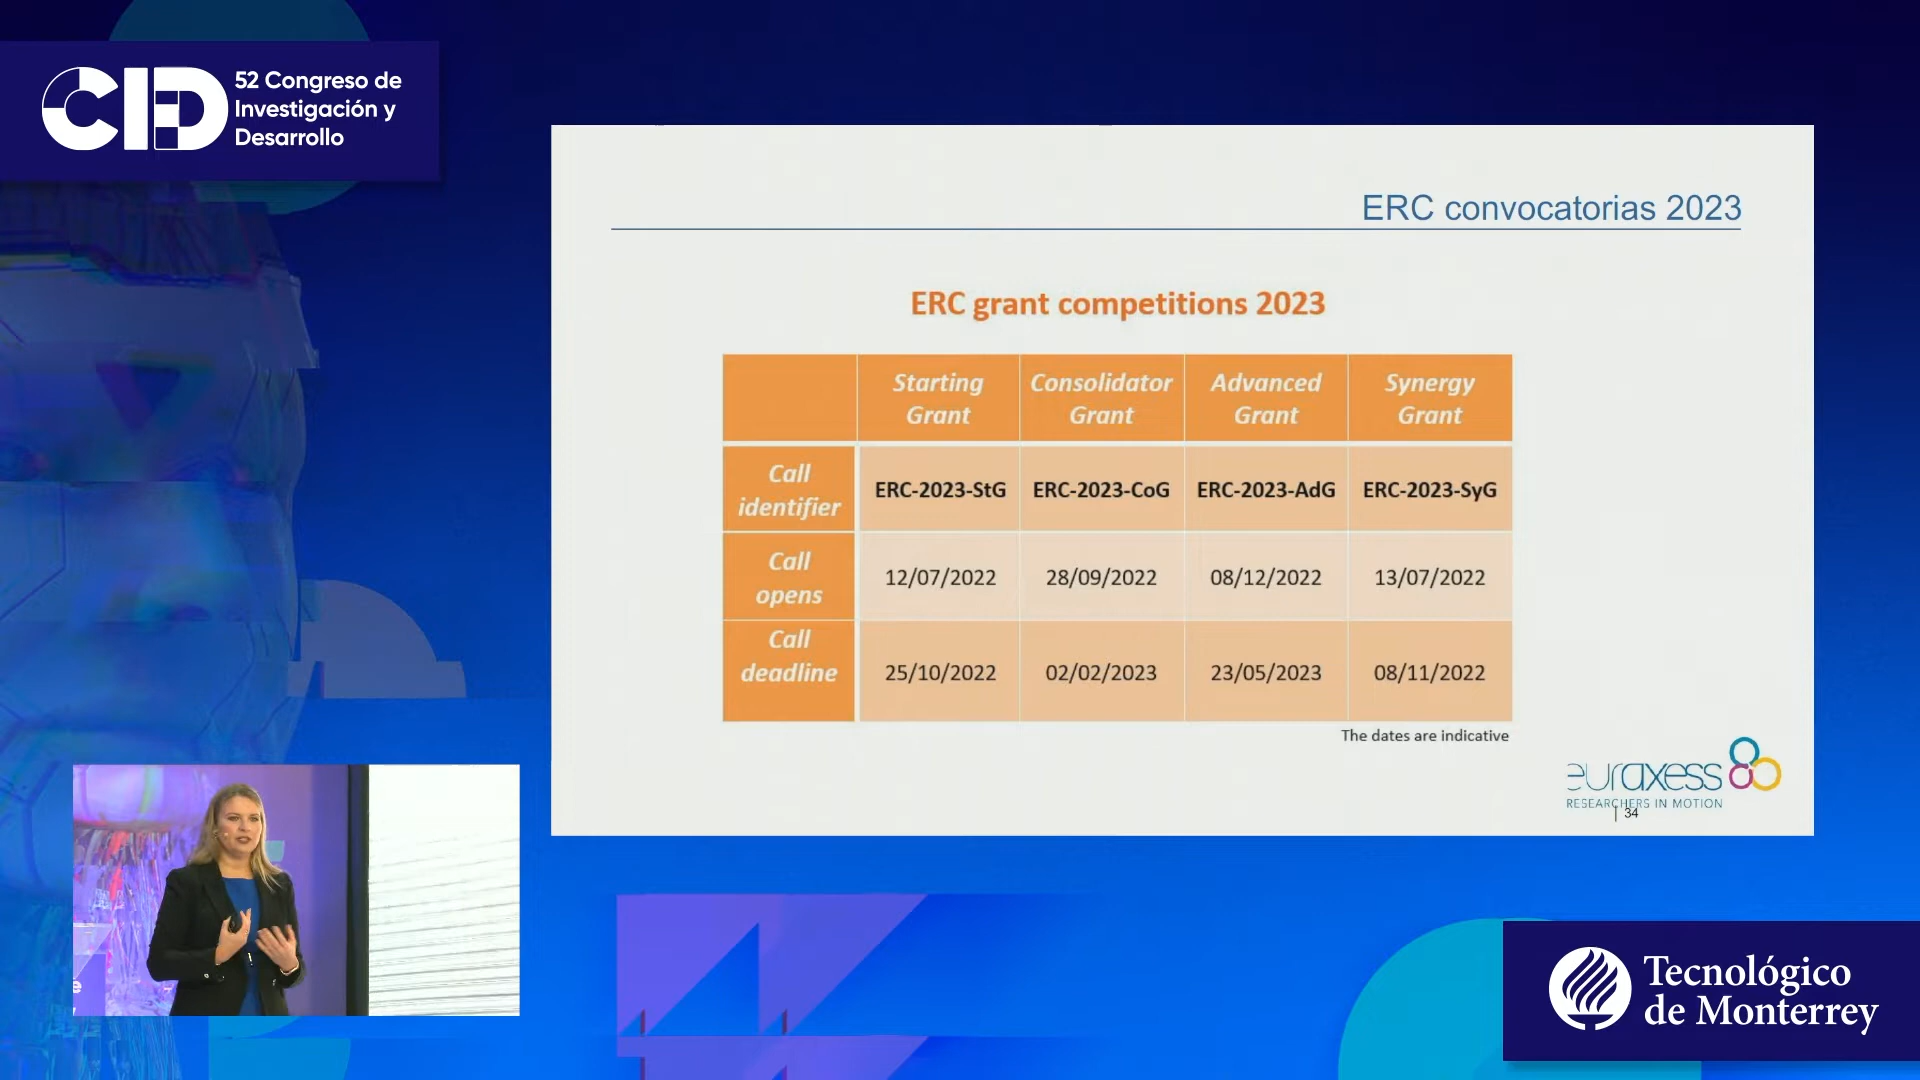 CID
52 Congreso de
Investigación y
Desarrollo
ERC convocatorias 2023
ERC grant competitions 2023
Starting Grant Consolidator Grant Advanced Grant Synergy Grant
Call identifier ERC-2023-StG ERC-2023-CoG ERC-2023-AdG ERC-2023-SyG
Call opens 12/07/2022 28/09/2022 08/12/2022 13/07/2022
Call deadline 25/10/2022 02/02/2023 23/05/2023 08/11/2022
The dates are indicative
euraxess
RESEARCHERS IN MOTION
| 34
Tecnológico
de Monterrey